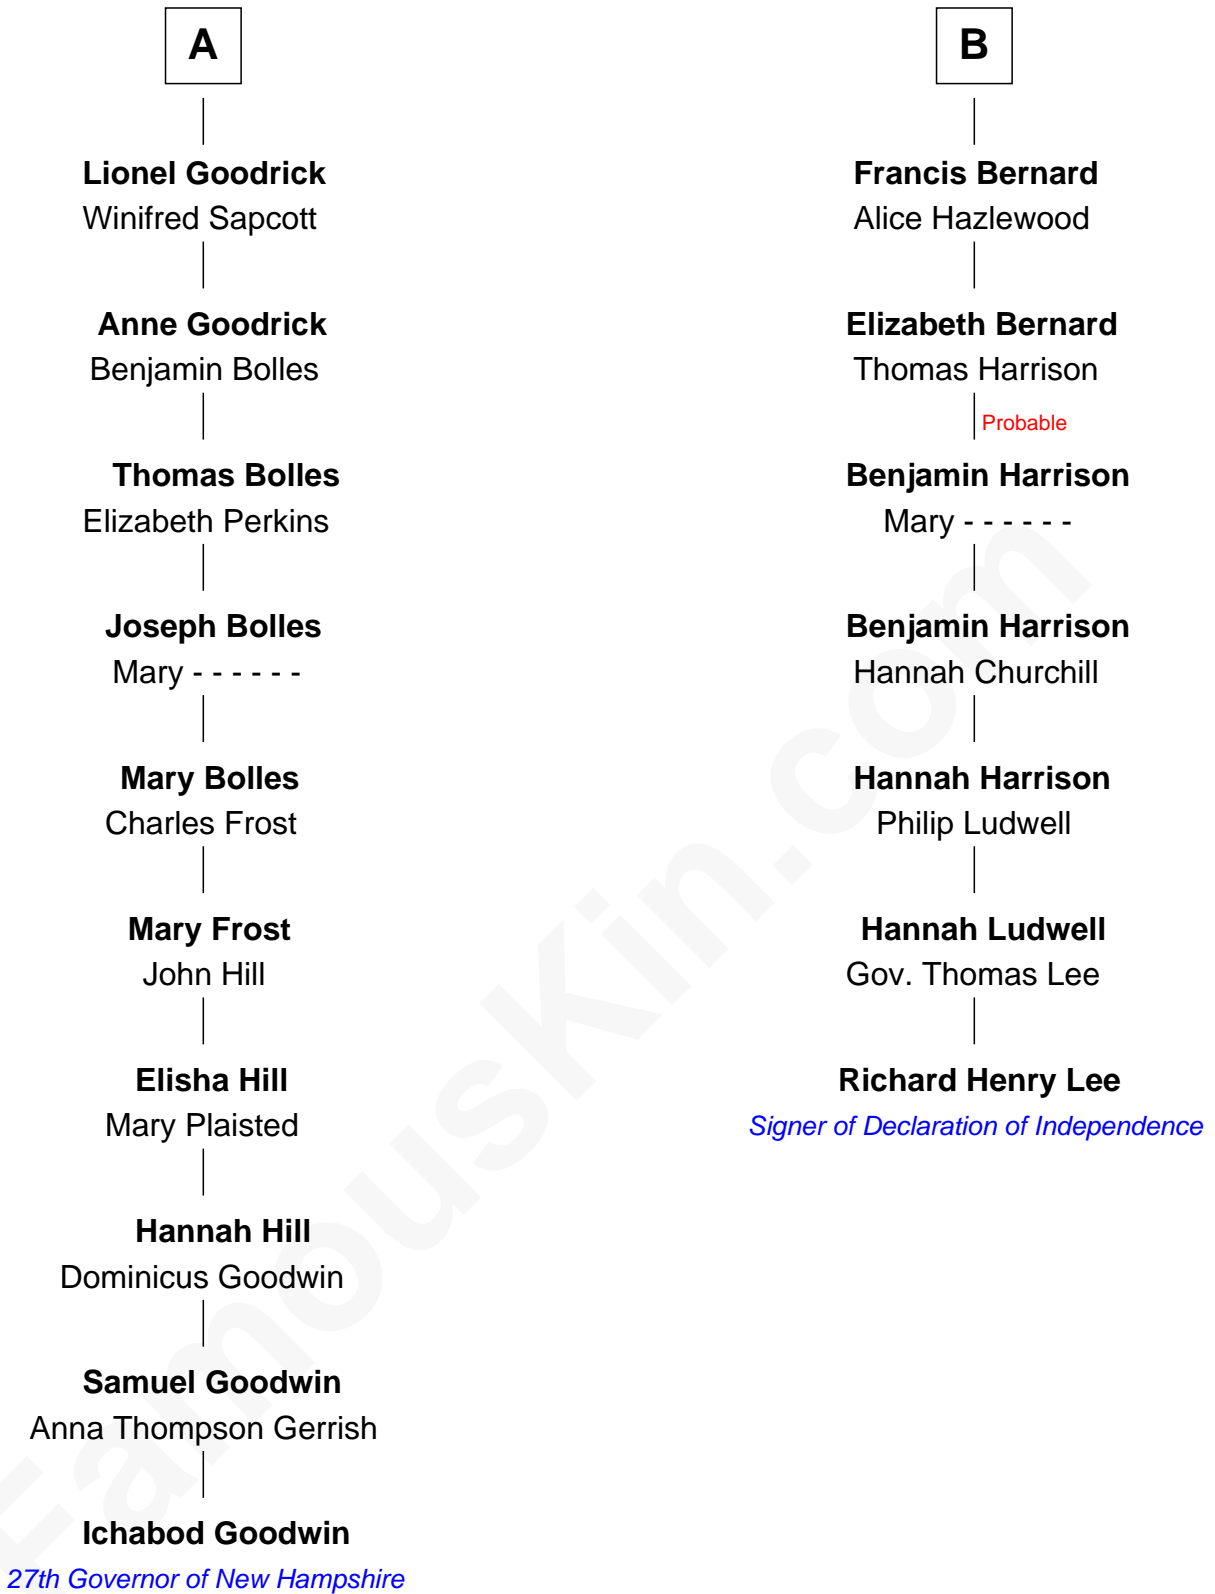 A
Lionel Goodrick
Winifred Sapcott
Anne Goodrick
Benjamin Bolles
Thomas Bolles
Elizabeth Perkins
Joseph Bolles
Mary - - - - - -
Mary Bolles
Charles Frost
Mary Frost
John Hill
Elisha Hill
Mary Plaisted
Hannah Hill
Dominicus Goodwin
Samuel Goodwin
Anna Thompson Gerrish
Ichabod Goodwin
27th Governor of New Hampshire
B
Francis Bernard
Alice Hazlewood
Elizabeth Bernard
Thomas Harrison
Probable
Benjamin Harrison
Mary - - - - - -
Benjamin Harrison
Hannah Churchill
Hannah Harrison
Philip Ludwell
Hannah Ludwell
Gov. Thomas Lee
Richard Henry Lee
Signer of Declaration of Independence
FamousKin.com